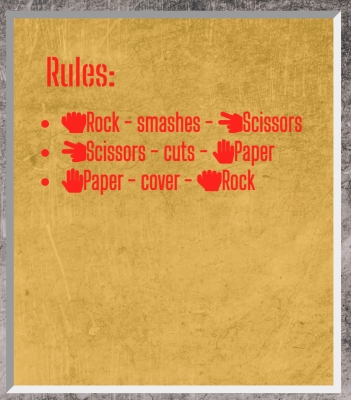 Rules:
Rock - smashes - Scissors
Scissors - cuts - Paper
Paper - cover - Rock